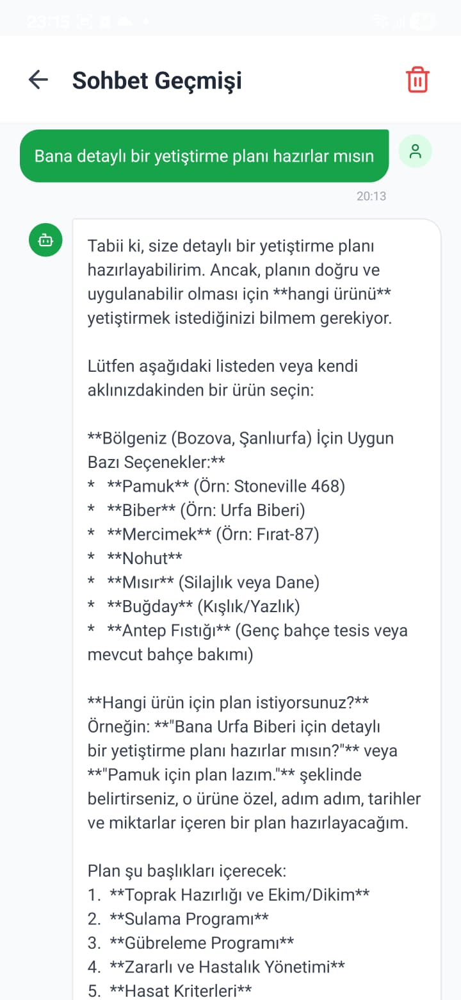 23:15
Sohbet Geçmişi
Bana detaylı bir yetiştirme planı hazırlar mısın
20:13
Tabii ki, size detaylı bir yetiştirme planı
hazırlayabilirim. Ancak, planın doğru ve
uygulanabilir olması için **hangi ürünü**
yetiştirmek istediğinizi bilmem gerekiyor.
Lütfen aşağıdaki listeden veya kendi
aklınızdakinden bir ürün seçin:
**Bölgeniz (Bozova, Şanlıurfa) İçin Uygun
Bazı Seçenekler:**
* **Pamuk** (Örn: Stoneville 468)
* **Biber** (Örn: Urfa Biberi)
* **Mercimek** (Örn: Fırat-87)
* **Nohut**
* **Mısır** (Silajlık veya Dane)
* **Buğday** (Kışlık/Yazlık)
* **Antep Fıstığı** (Genç bahçe tesis veya
mevcut bahçe bakımı)
**Hangi ürün için plan istiyorsunuz?**
Örneğin: **"Bana Urfa Biberi için detaylı
bir yetiştirme planı hazırlar mısın?"** veya
**"Pamuk için plan lazım."** şeklinde
belirtirseniz, o ürüne özel, adım adım, tarihler
ve miktarlar içeren bir plan hazırlayacağım.
Plan şu başlıkları içerecek:
1. **Toprak Hazırlığı ve Ekim/Dikim**
2. **Sulama Programı**
3. **Gübreleme Programı**
4. **Zararlı ve Hastalık Yönetimi**
5. **Hasat Kriterleri**